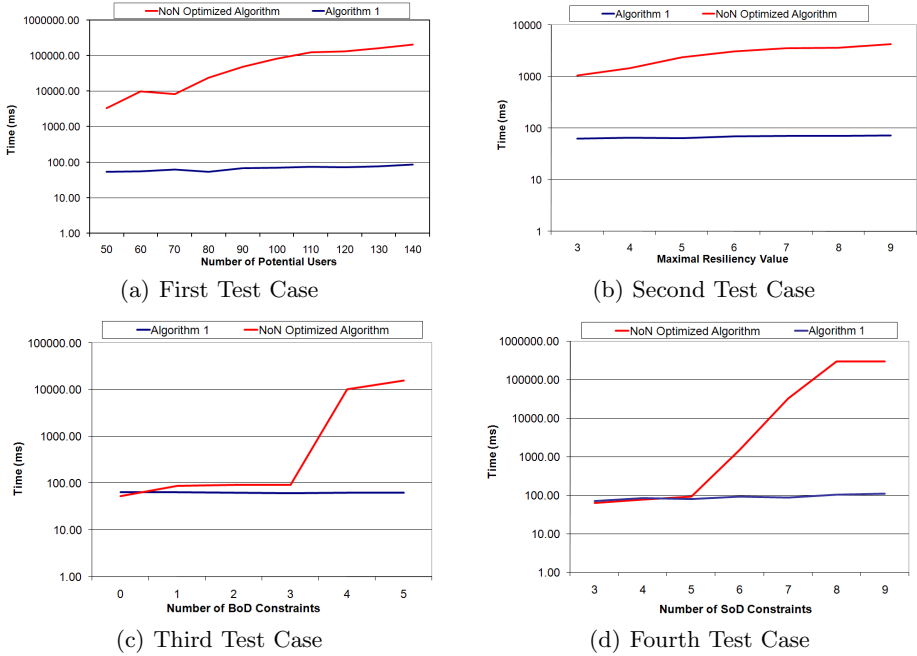 Algorithm 1 NoN Optimized Algorithm
1000000.00
100000.00
10000.00
1000.00
100.00
10.00
1.00
Time (ms)
50 60 70 80 90 100 110 120 130 140
Number of Potential Users
(a) First Test Case
Algorithm 1 NoN Optimized Algorithm
10000
1000
100
10
1
Time (ms)
3 4 5 6 7 8 9
Maximal Resiliency Value
(b) Second Test Case
Algorithm 1 NoN Optimized Algorithm
100000.00
10000.00
1000.00
100.00
10.00
1.00
Time (ms)
0 1 2 3 4 5
Number of BoD Constraints
(c) Third Test Case
NoN Optimized Algorithm Algorithm 1
1000000.00
100000.00
10000.00
1000.00
100.00
10.00
1.00
Time (ms)
3 4 5 6 7 8 9
Number of SoD Constraints
(d) Fourth Test Case